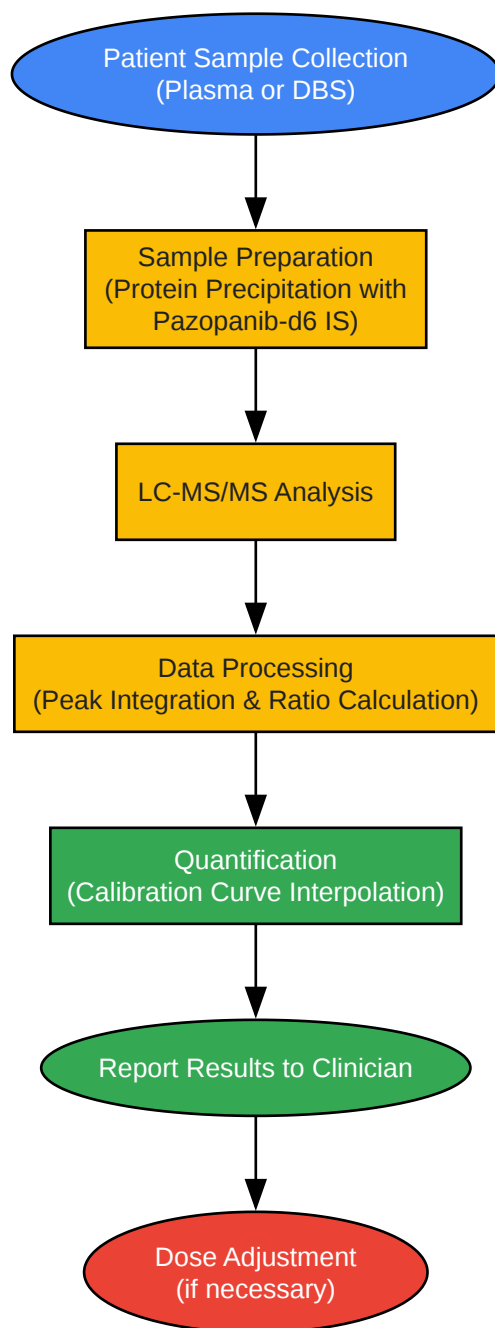 Patient Sample Collection
(Plasma or DBS)
Sample Preparation
(Protein Precipitation with
Pazopanib-d6 IS)
LC-MS/MS Analysis
Data Processing
(Peak Integration & Ratio Calculation)
Quantification
(Calibration Curve Interpolation)
Report Results to Clinician
Dose Adjustment
(if necessary)